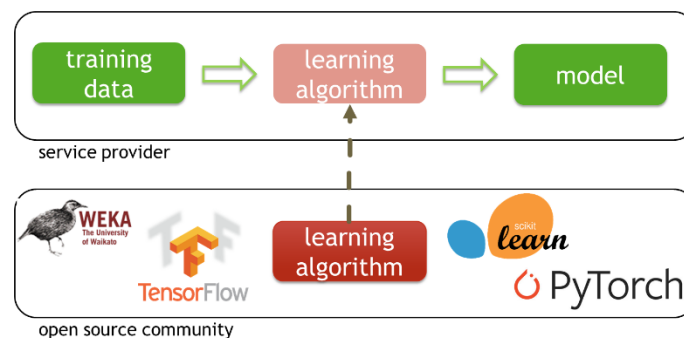 training
data
learning
algorithm
model
service provider
WEKA
The University
of Waikato
TF
TensorFlow
learning
algorithm
scikit
learn
PyTorch
open source community